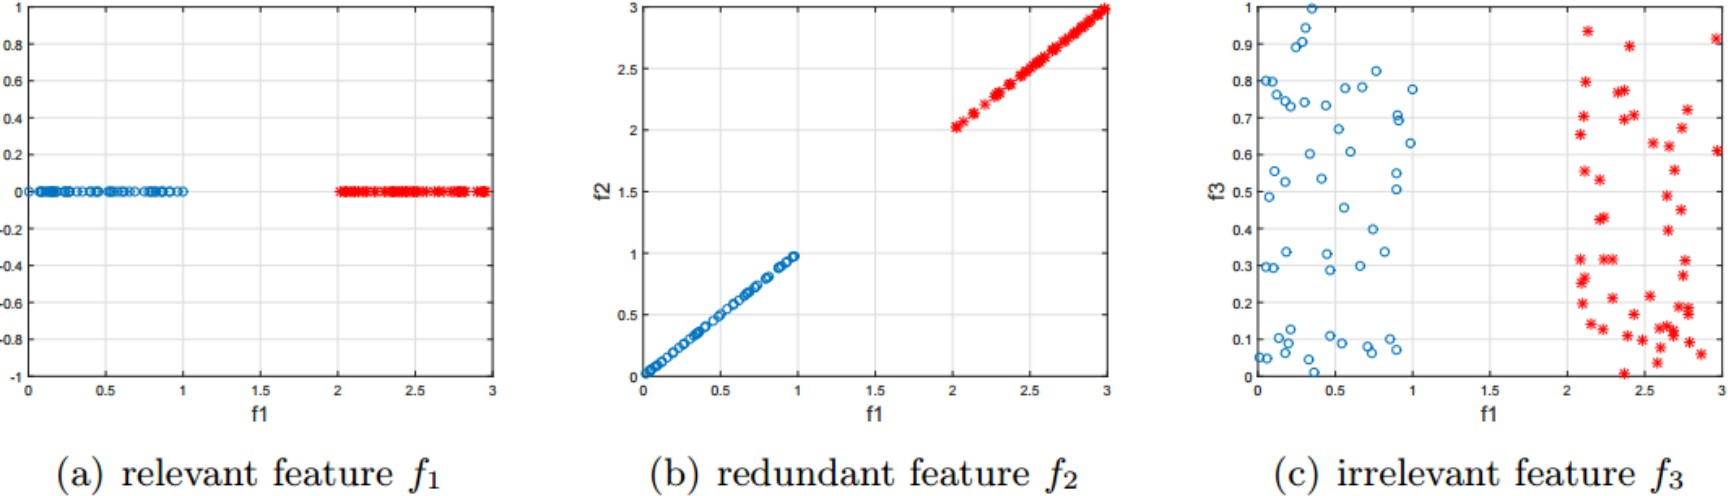 1
0.8
0.6
0.4
0.2
0
-0.2
-0.4
-0.6
-0.8
-1
0 0.5 1 1.5 2 2.5 3
f1
(a) relevant feature f1
3
2.5
2
1.5
1
0.5
0
f2
0 0.5 1 1.5 2 2.5 3
f1
(b) redundant feature f2
1
0.9
0.8
0.7
0.6
0.5
0.4
0.3
0.2
0.1
0
f3
0 0.5 1 1.5 2 2.5 3
f1
(c) irrelevant feature f3